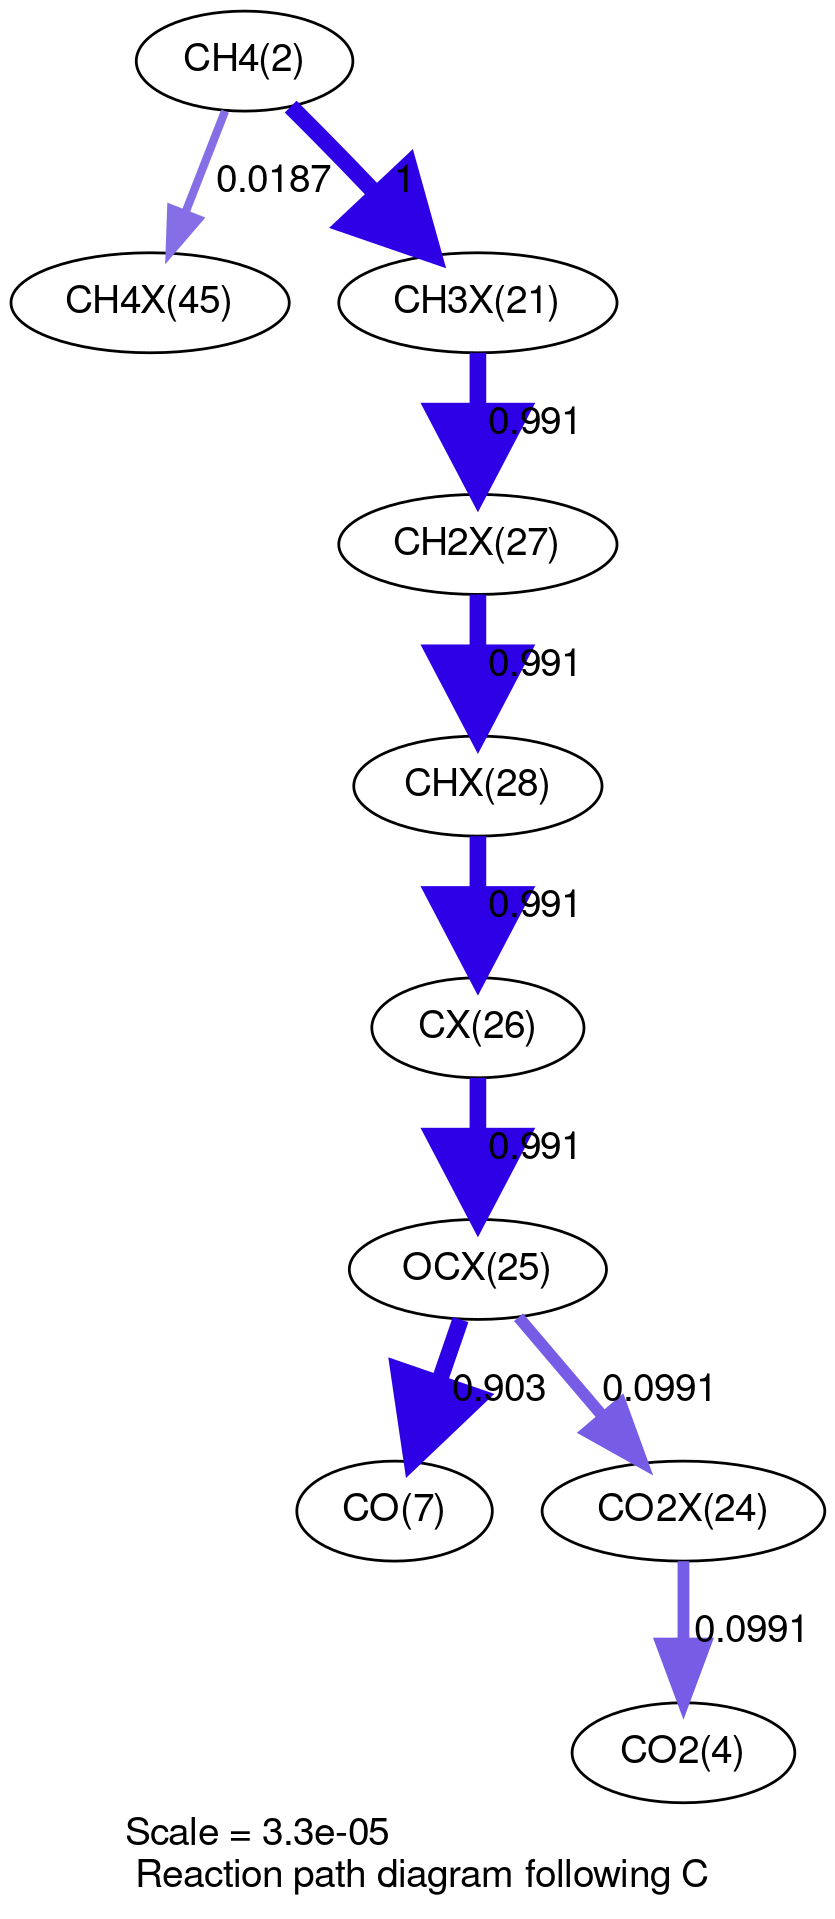 CH4(2)
0.0187
1
CH4X(45)
CH3X(21)
0.991
CH2X(27)
0.991
CHX(28)
0.991
CX(26)
0.991
OCX(25)
0.903
0.0991
CO(7)
CO2X(24)
0.0991
CO2(4)
Scale = 3.3e-05
Reaction path diagram following C